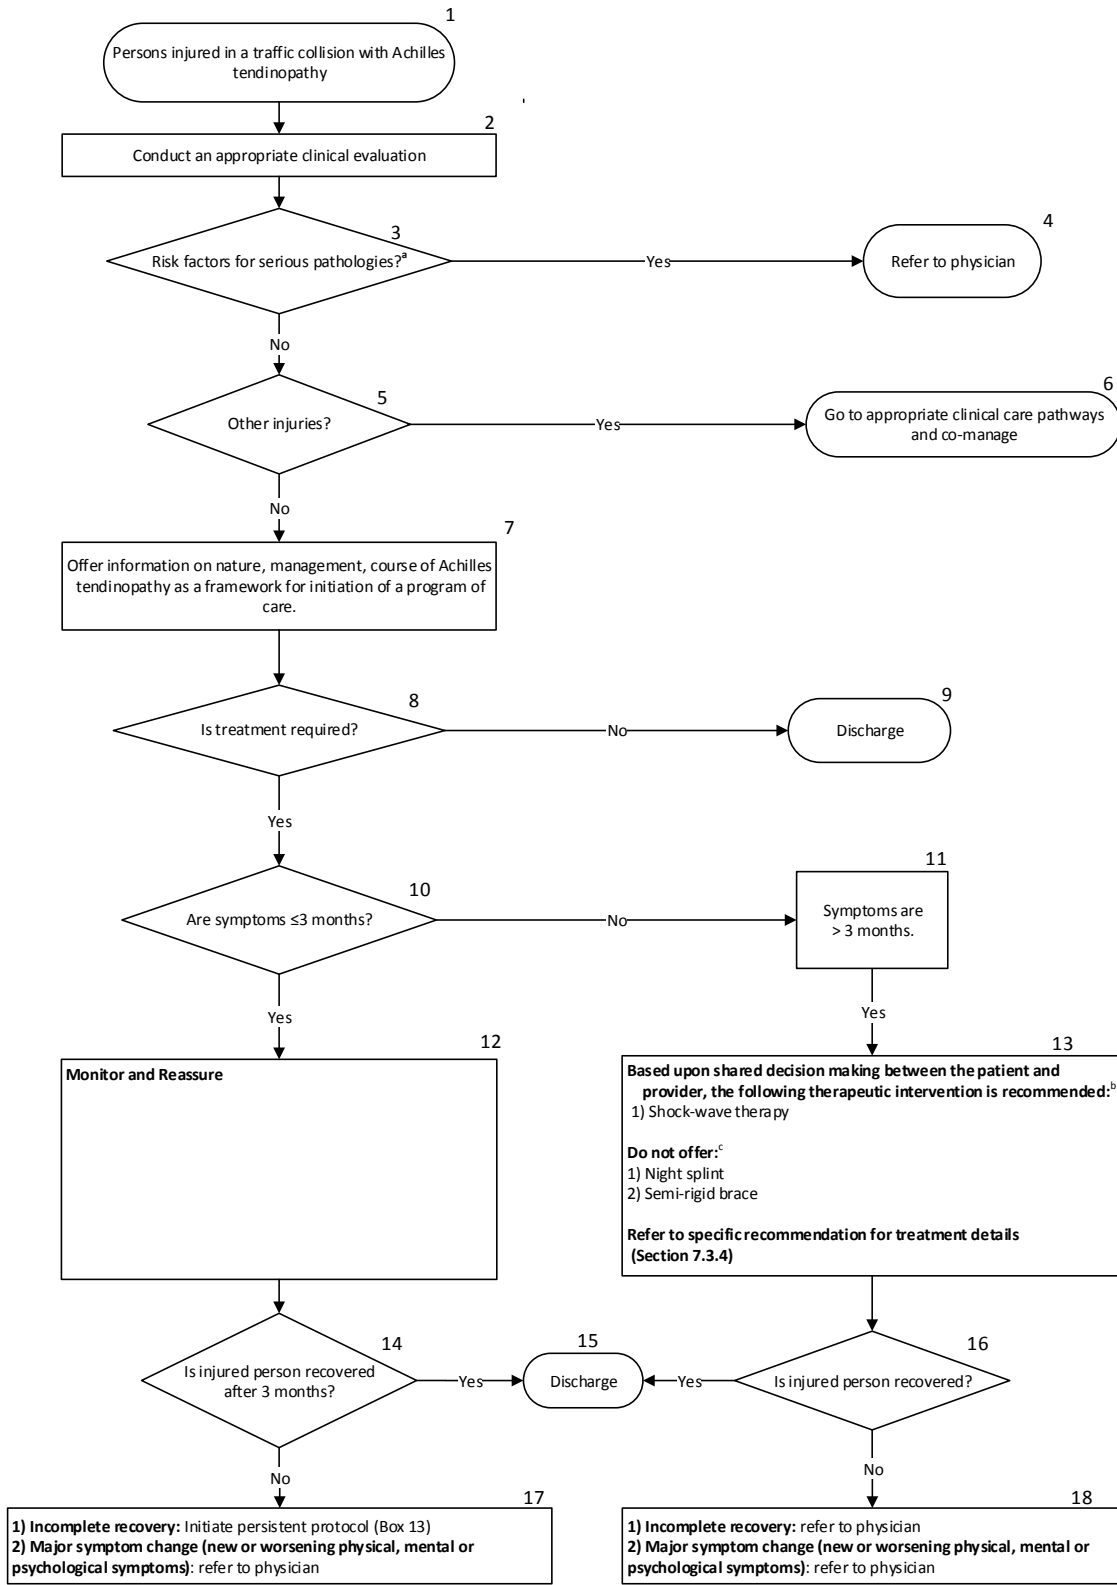 1
Persons injured in a traffic collision with Achilles
tendinopathy
2
Conduct an appropriate clinical evaluation
3
Risk factors for serious pathologies?a
Yes
4
Refer to physician
No
5
Other injuries?
Yes
6
Go to appropriate clinical care pathways
and co-manage
No
7
Offer information on nature, management, course of Achilles
tendinopathy as a framework for initiation of a program of
care.
8
Is treatment required?
No
9
Discharge
Yes
10
Are symptoms ≤3 months?
No
11
Symptoms are
> 3 months.
Yes
Yes
12
Monitor and Reassure
13
Based upon shared decision making between the patient and
provider, the following therapeutic intervention is recommended:b
1) Shock-wave therapy
Do not offer:c
1) Night splint
2) Semi-rigid brace
Refer to specific recommendation for treatment details
(Section 7.3.4)
14
Is injured person recovered
after 3 months?
Yes
15
Discharge
Yes
16
Is injured person recovered?
No
No
17
1) Incomplete recovery: Initiate persistent protocol (Box 13)
2) Major symptom change (new or worsening physical, mental or
psychological symptoms): refer to physician
18
1) Incomplete recovery: refer to physician
2) Major symptom change (new or worsening physical, mental or
psychological symptoms): refer to physician